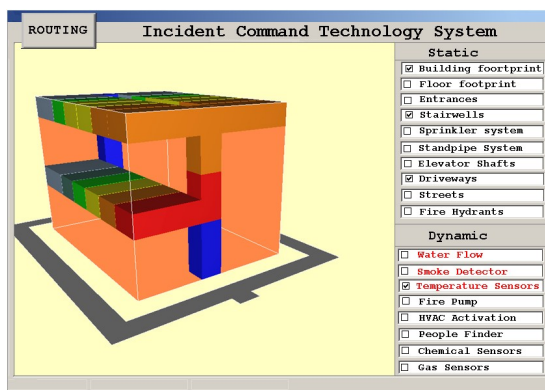 ROUTING
Incident Command Technology System
Static
Building foortprint
Floor footprint
Entrances
Stairwells
Sprinkler system
Standpipe System
Elevator Shafts
Driveways
Streets
Fire Hydrants
Dynamic
Water Flow
Smoke Detector
Temperature Sensors
Fire Pump
HVAC Activation
People Finder
Chemical Sensors
Gas Sensors